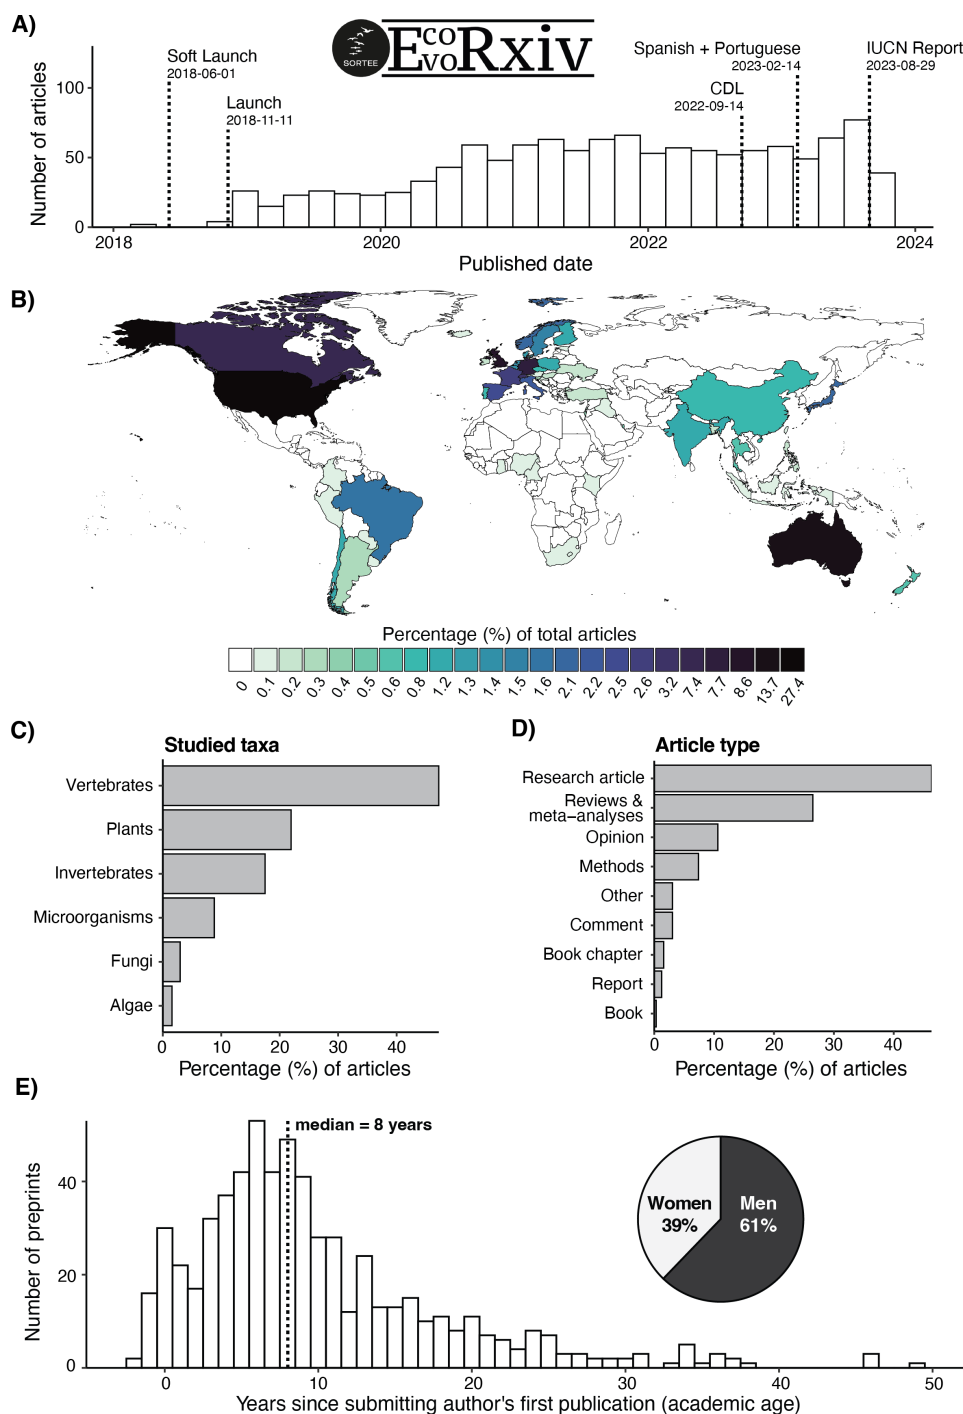 A)
SORTEE
ECOEVORxiv
Soft Launch
2018-06-01
Launch
2018-11-11
Spanish + Portuguese
2023-02-14
IUCN Report
2023-08-29
CDL
2022-09-14
Number of articles
100
50
0
2018
2020
2022
2024
Published date
B)
Percentage (%) of total articles
0
0.1
0.2
0.3
0.4
0.5
0.6
0.8
1.2
1.3
1.4
1.5
1.6
2.1
2.2
2.5
2.6
3.2
7.4
7.7
8.6
13.7
27.4
C)
Studied taxa
Vertebrates
Plants
Invertebrates
Microorganisms
Fungi
Algae
0
10
20
30
40
Percentage (%) of articles
D)
Article type
Research article
Reviews &
meta−analyses
Opinion
Methods
Other
Comment
Book chapter
Report
Book
0
10
20
30
40
Percentage (%) of articles
E)
median = 8 years
Number of preprints
40
20
0
Women
39%
Men
61%
0
10
20
30
40
50
Years since submitting author's first publication (academic age)